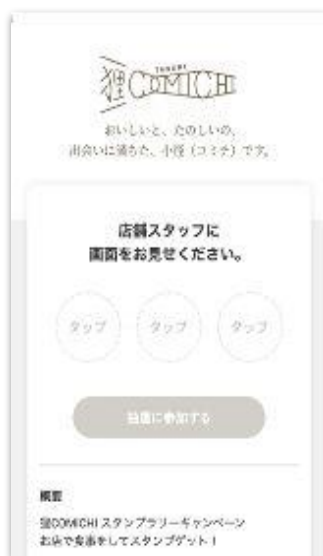 TANUKI
狸COMICHI
おいしいと、たのしいの、
出会いに満ちた、小径（コミチ）です。
店舗スタッフに
画面をお見せください。
タップ タップ タップ
抽選に参加する
概要
狸COMICHI スタンプラリーキャンペーン
お店で食事をしてスタンプゲット！